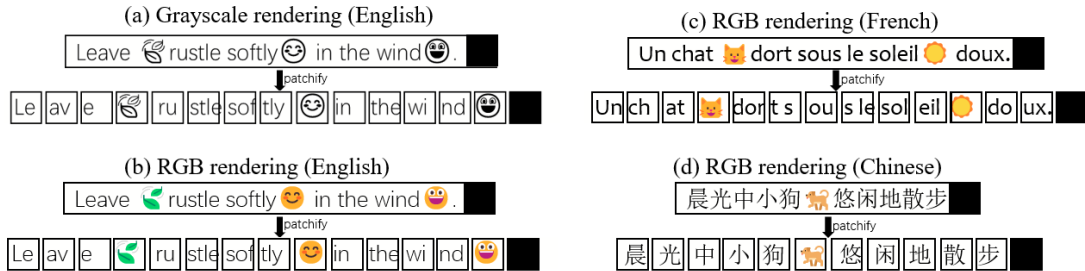 (a) Grayscale rendering (English)
Leave 🌿 rustle softly 😊 in the wind 😀.
patchify
Le av e 🌿 ru stle sof tly 😊 in the wi nd 😀
(b) RGB rendering (English)
Leave 🌿 rustle softly 😊 in the wind 😀.
patchify
Le av e 🌿 ru stle sof tly 😊 in the wi nd 😀
(c) RGB rendering (French)
Un chat 🐱 dort sous le soleil 🌞 doux.
patchify
Un ch at 🐱 dor t s ou s le sol eil 🌞 do ux.
(d) RGB rendering (Chinese)
晨光中小狗🐕悠闲地散步
patchify
晨 光 中 小 狗 🐕 悠 闲 地 散 步